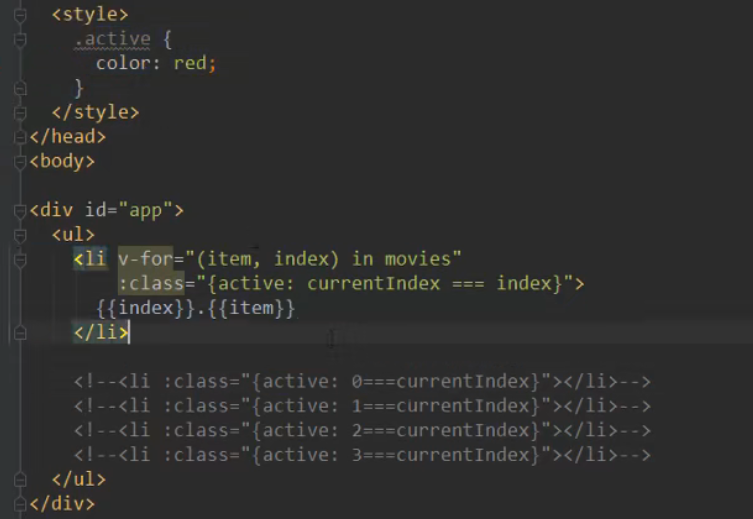 <style>
.active {
color: red;
}
</style>
</head>
<body>
<div id="app">
<ul>
<li v-for="(item, index) in movies"
:class="{active: currentIndex === index}">
{{index}}.{{item}}
</li>
<!--<li :class="{active: 0===currentIndex}"></li>-->
<!--<li :class="{active: 1===currentIndex}"></li>-->
<!--<li :class="{active: 2===currentIndex}"></li>-->
<!--<li :class="{active: 3===currentIndex}"></li>-->
</ul>
</div>